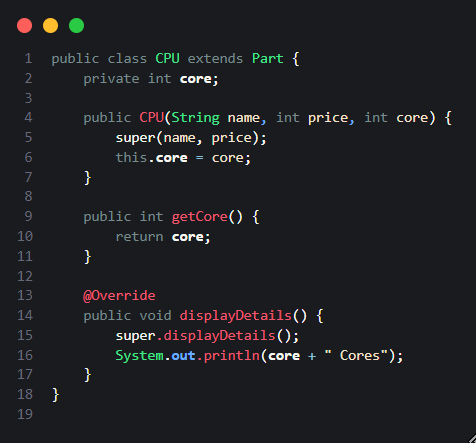 1 public class CPU extends Part {
2     private int core;
3
4     public CPU(String name, int price, int core) {
5         super(name, price);
6         this.core = core;
7     }
8
9     public int getCore() {
10         return core;
11     }
12
13     @Override
14     public void displayDetails() {
15         super.displayDetails();
16         System.out.println(core + " Cores");
17     }
18 }
19